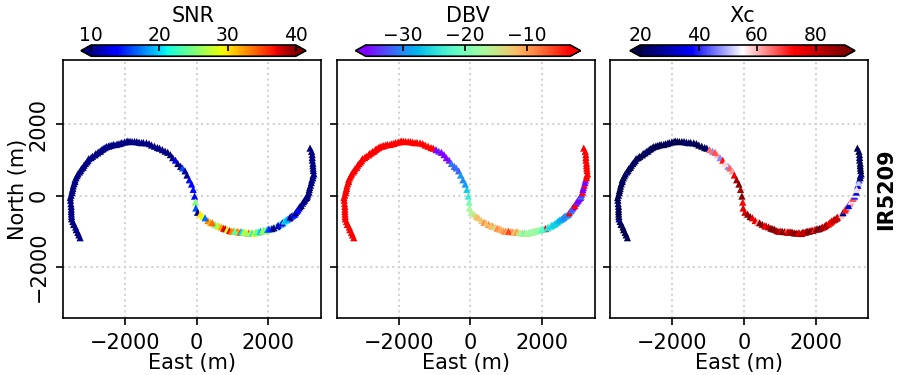 SNR
10 20 30 40
DBV
−30 −20 −10
Xc
20 40 60 80
North (m)
2000
0
−2000
−2000 0 2000
East (m)
−2000 0 2000
East (m)
−2000 0 2000
East (m)
IR5209